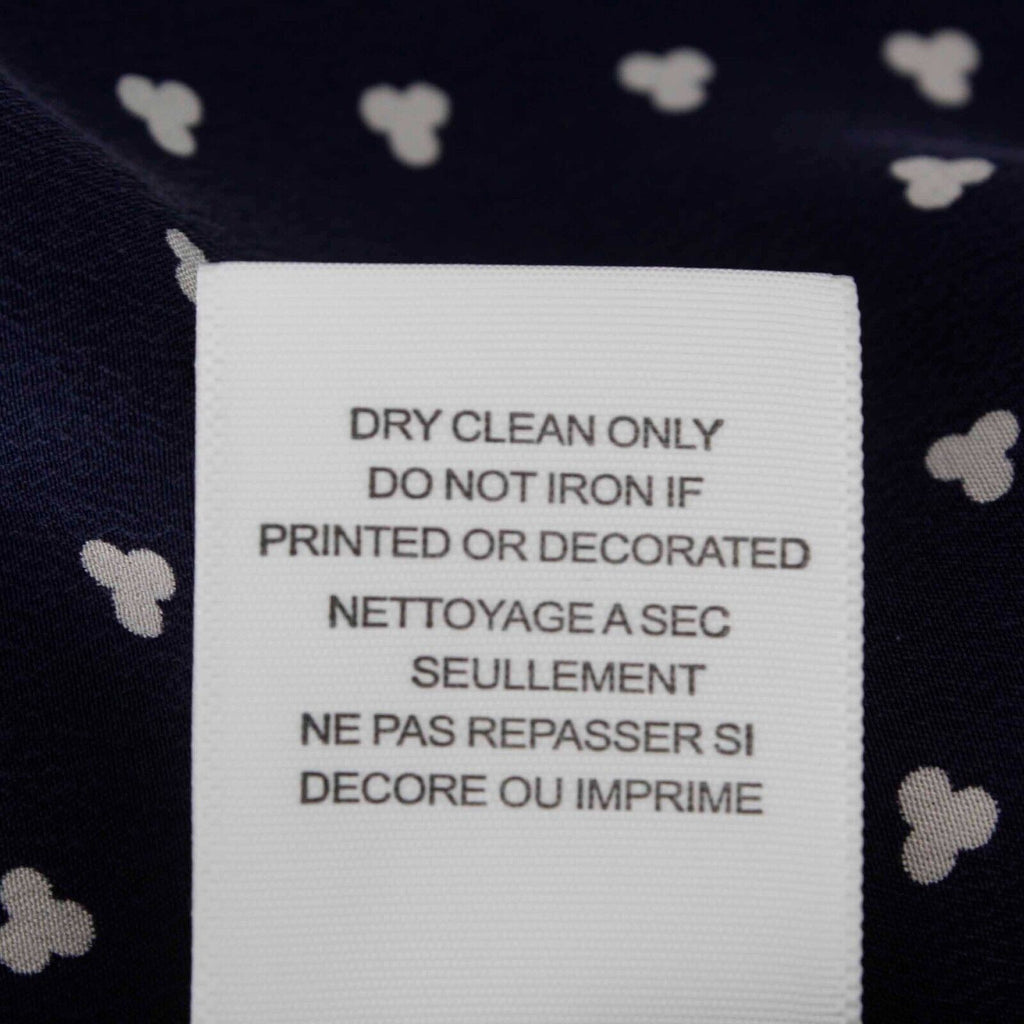 DRY CLEAN ONLY
DO NOT IRON IF
PRINTED OR DECORATED
NETTOYAGE A SEC
SEULLEMENT
NE PAS REPASSER SI
DECORE OU IMPRIME